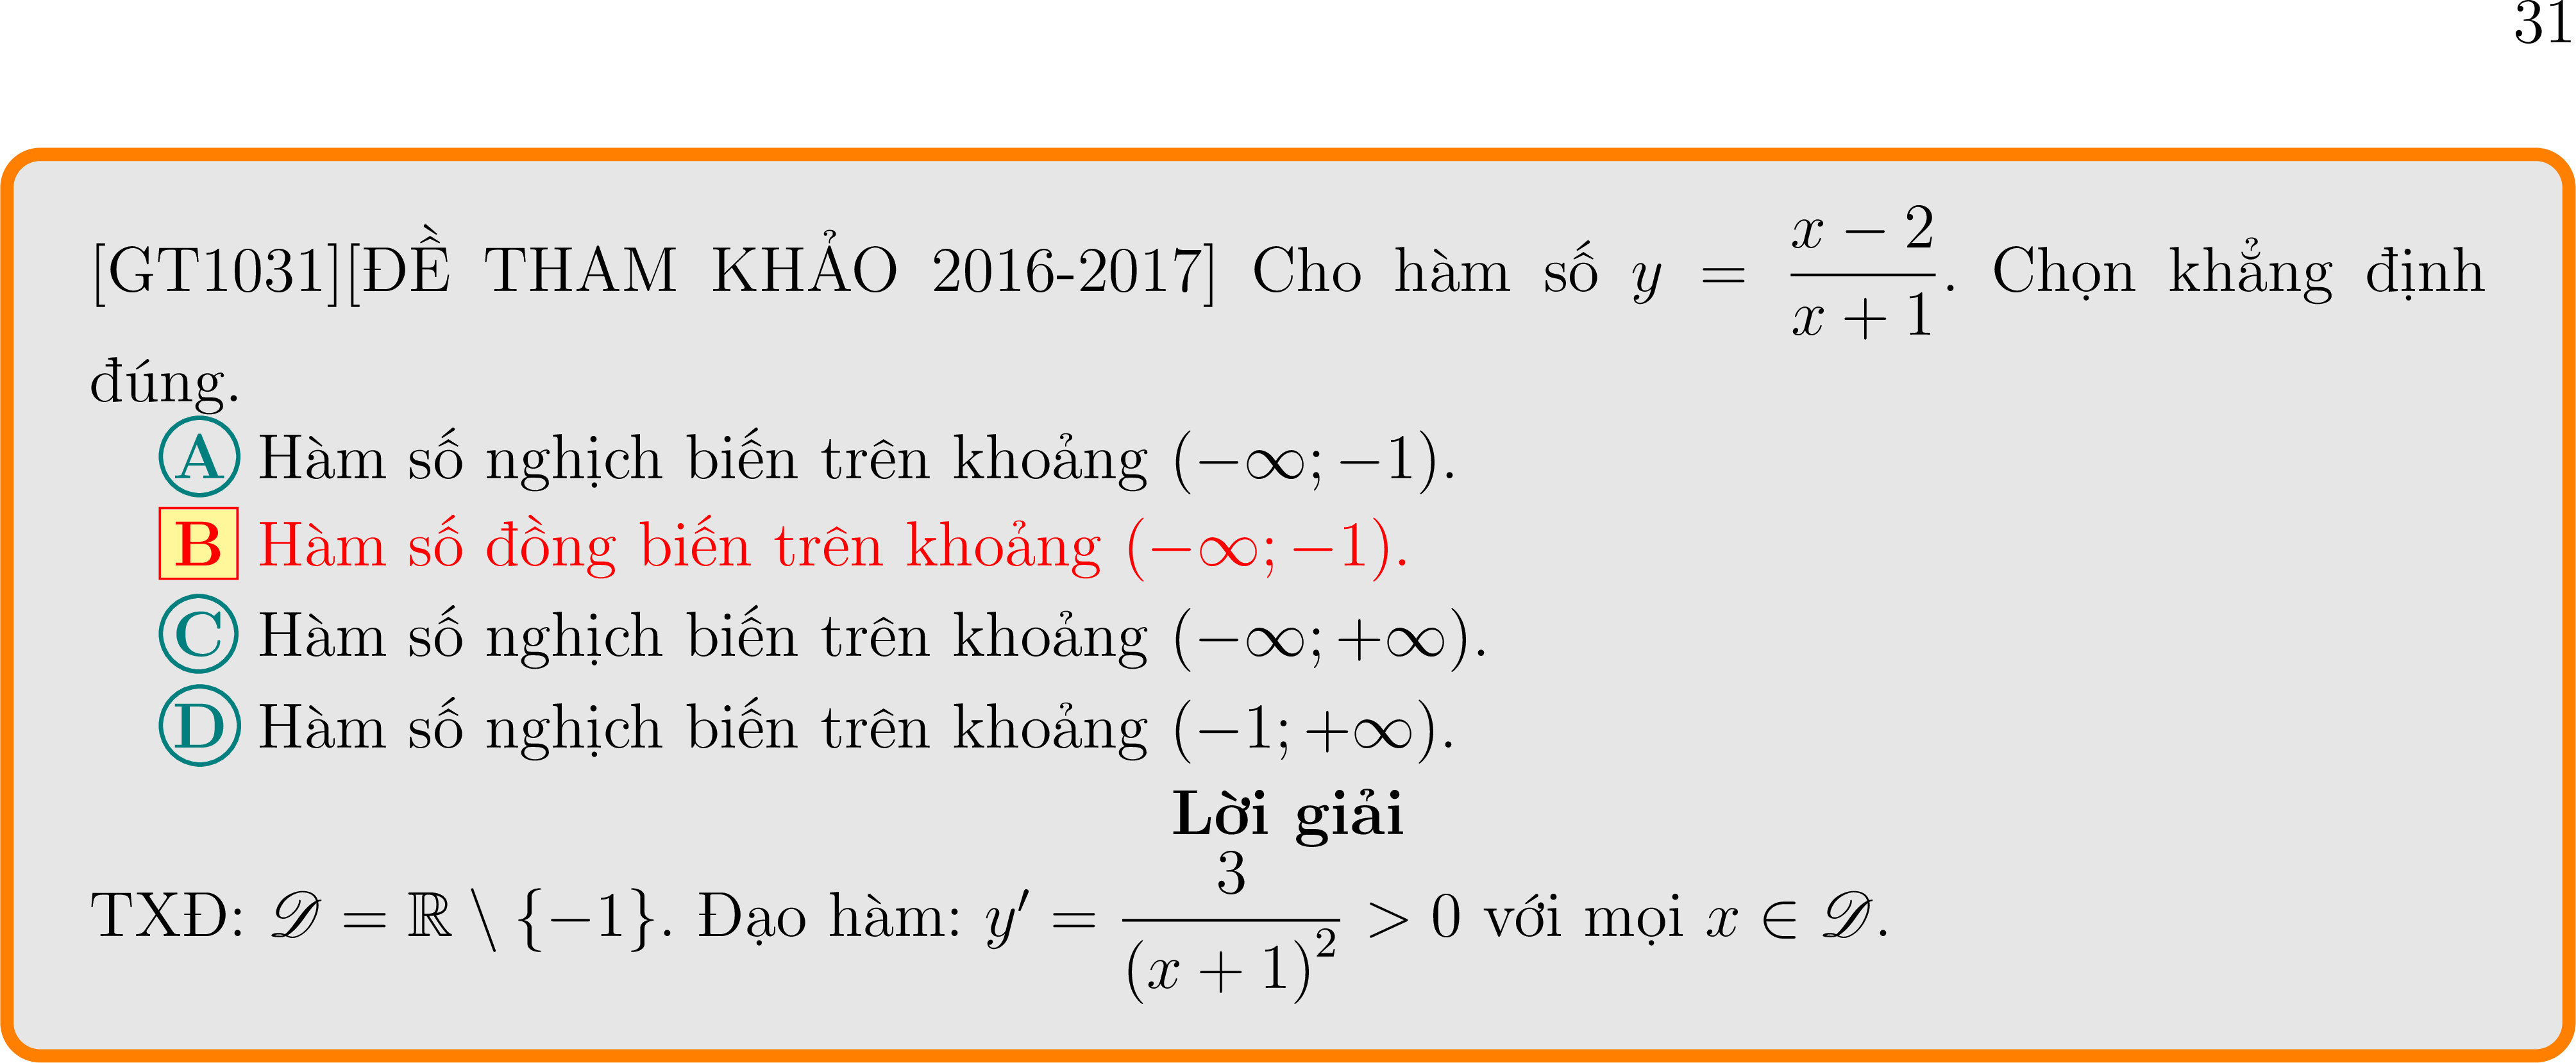 31
[GT1031][ĐỀ THAM KHẢO 2016-2017] Cho hàm số $y = \dfrac{x-2}{x+1}$. Chọn khẳng định
đúng.
A Hàm số nghịch biến trên khoảng $(-\infty; -1)$.
B Hàm số đồng biến trên khoảng $(-\infty; -1)$.
C Hàm số nghịch biến trên khoảng $(-\infty; +\infty)$.
D Hàm số nghịch biến trên khoảng $(-1; +\infty)$.
Lời giải
TXĐ: $\mathscr{D} = \mathbb{R} \setminus \{-1\}$. Đạo hàm: $y' = \dfrac{3}{(x+1)^2} > 0$ với mọi $x \in \mathscr{D}$.